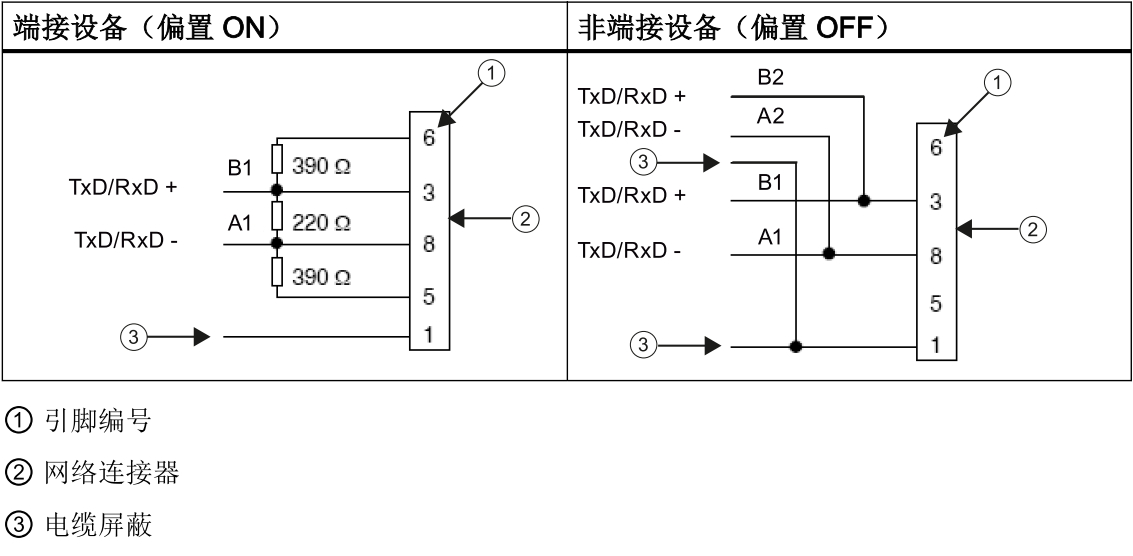 端接设备（偏置 ON）
非端接设备（偏置 OFF）
①
6
390 Ω
B1
TxD/RxD +
3
220 Ω
②
A1
TxD/RxD -
8
390 Ω
5
③
1
B2
TxD/RxD +
①
A2
TxD/RxD -
6
③
B1
TxD/RxD +
3
②
A1
TxD/RxD -
8
5
③
1
① 引脚编号
② 网络连接器
③ 电缆屏蔽